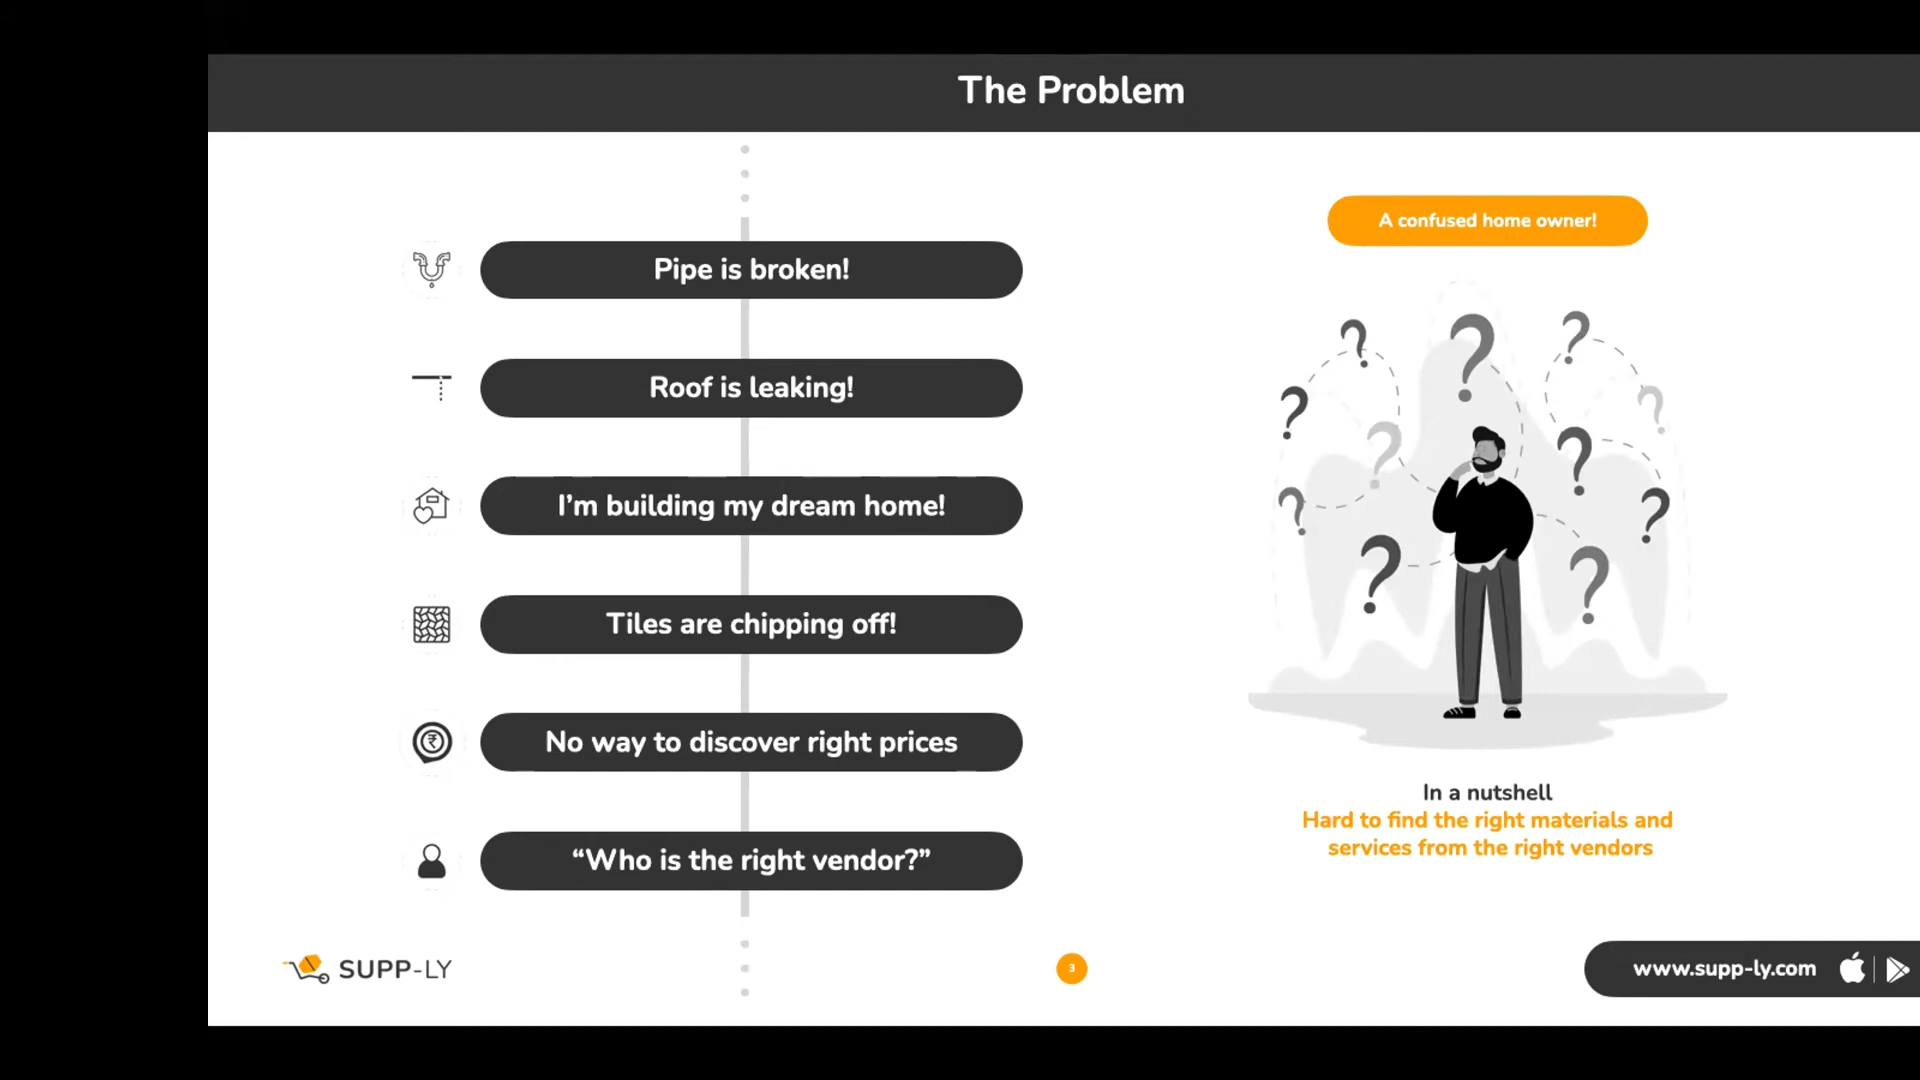 The Problem
Pipe is broken!
Roof is leaking!
I'm building my dream home!
Tiles are chipping off!
No way to discover right prices
“Who is the right vendor?”
A confused home owner!
? ? ? ? ? ? ? ? ? ? ?
In a nutshell
Hard to find the right materials and
services from the right vendors
SUPP-LY
3
www.supp-ly.com